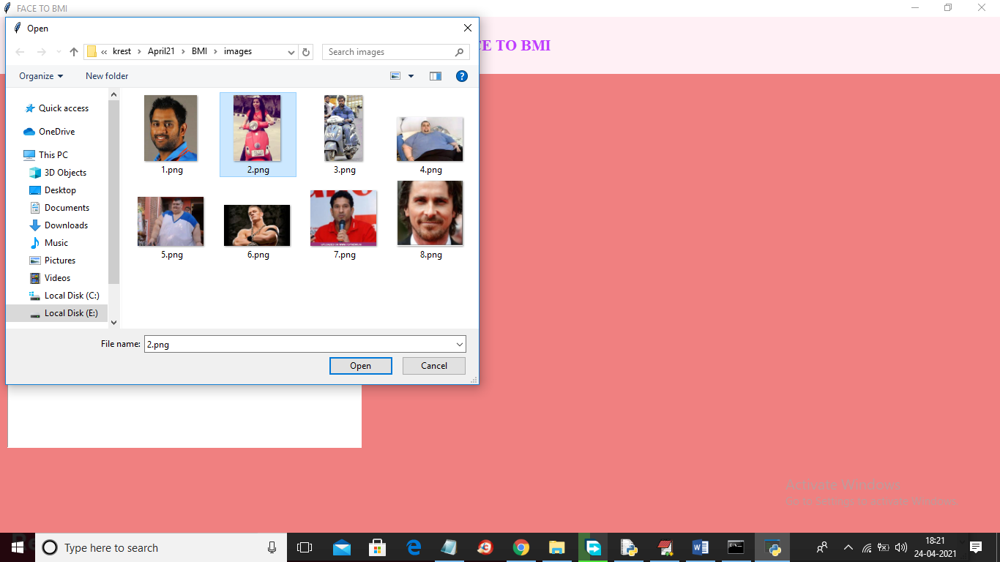 FACE TO BMI
Open
CE TO BMI
« krest › April21 › BMI › images
Search images
Organize
New folder
?
Quick access
OneDrive
This PC
3D Objects
Desktop
Documents
Downloads
Music
Pictures
Videos
Local Disk (C:)
Local Disk (E:)
1.png
2.png
3.png
4.png
5.png
6.png
7.png
8.png
File name:
2.png
Open
Cancel
Activate Windows
Go to Settings to activate Windows.
Type here to search
18:21
24-04-2021